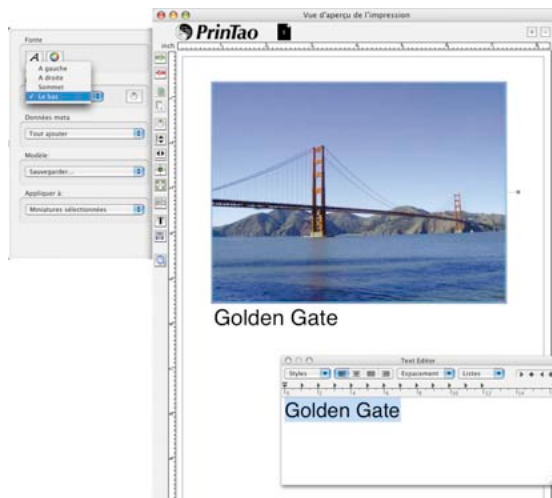 Vue d'aperçu de l'impression
PrinTao
inch
Fonte
A gauche
A droite
Sommet
✓ Le bas
Données meta
Tout ajouter
Modèle:
Sauvegarder...
Appliquer à:
Miniatures sélectionnées
Golden Gate
Text Editor
Styles
Espacement
Listes
Golden Gate